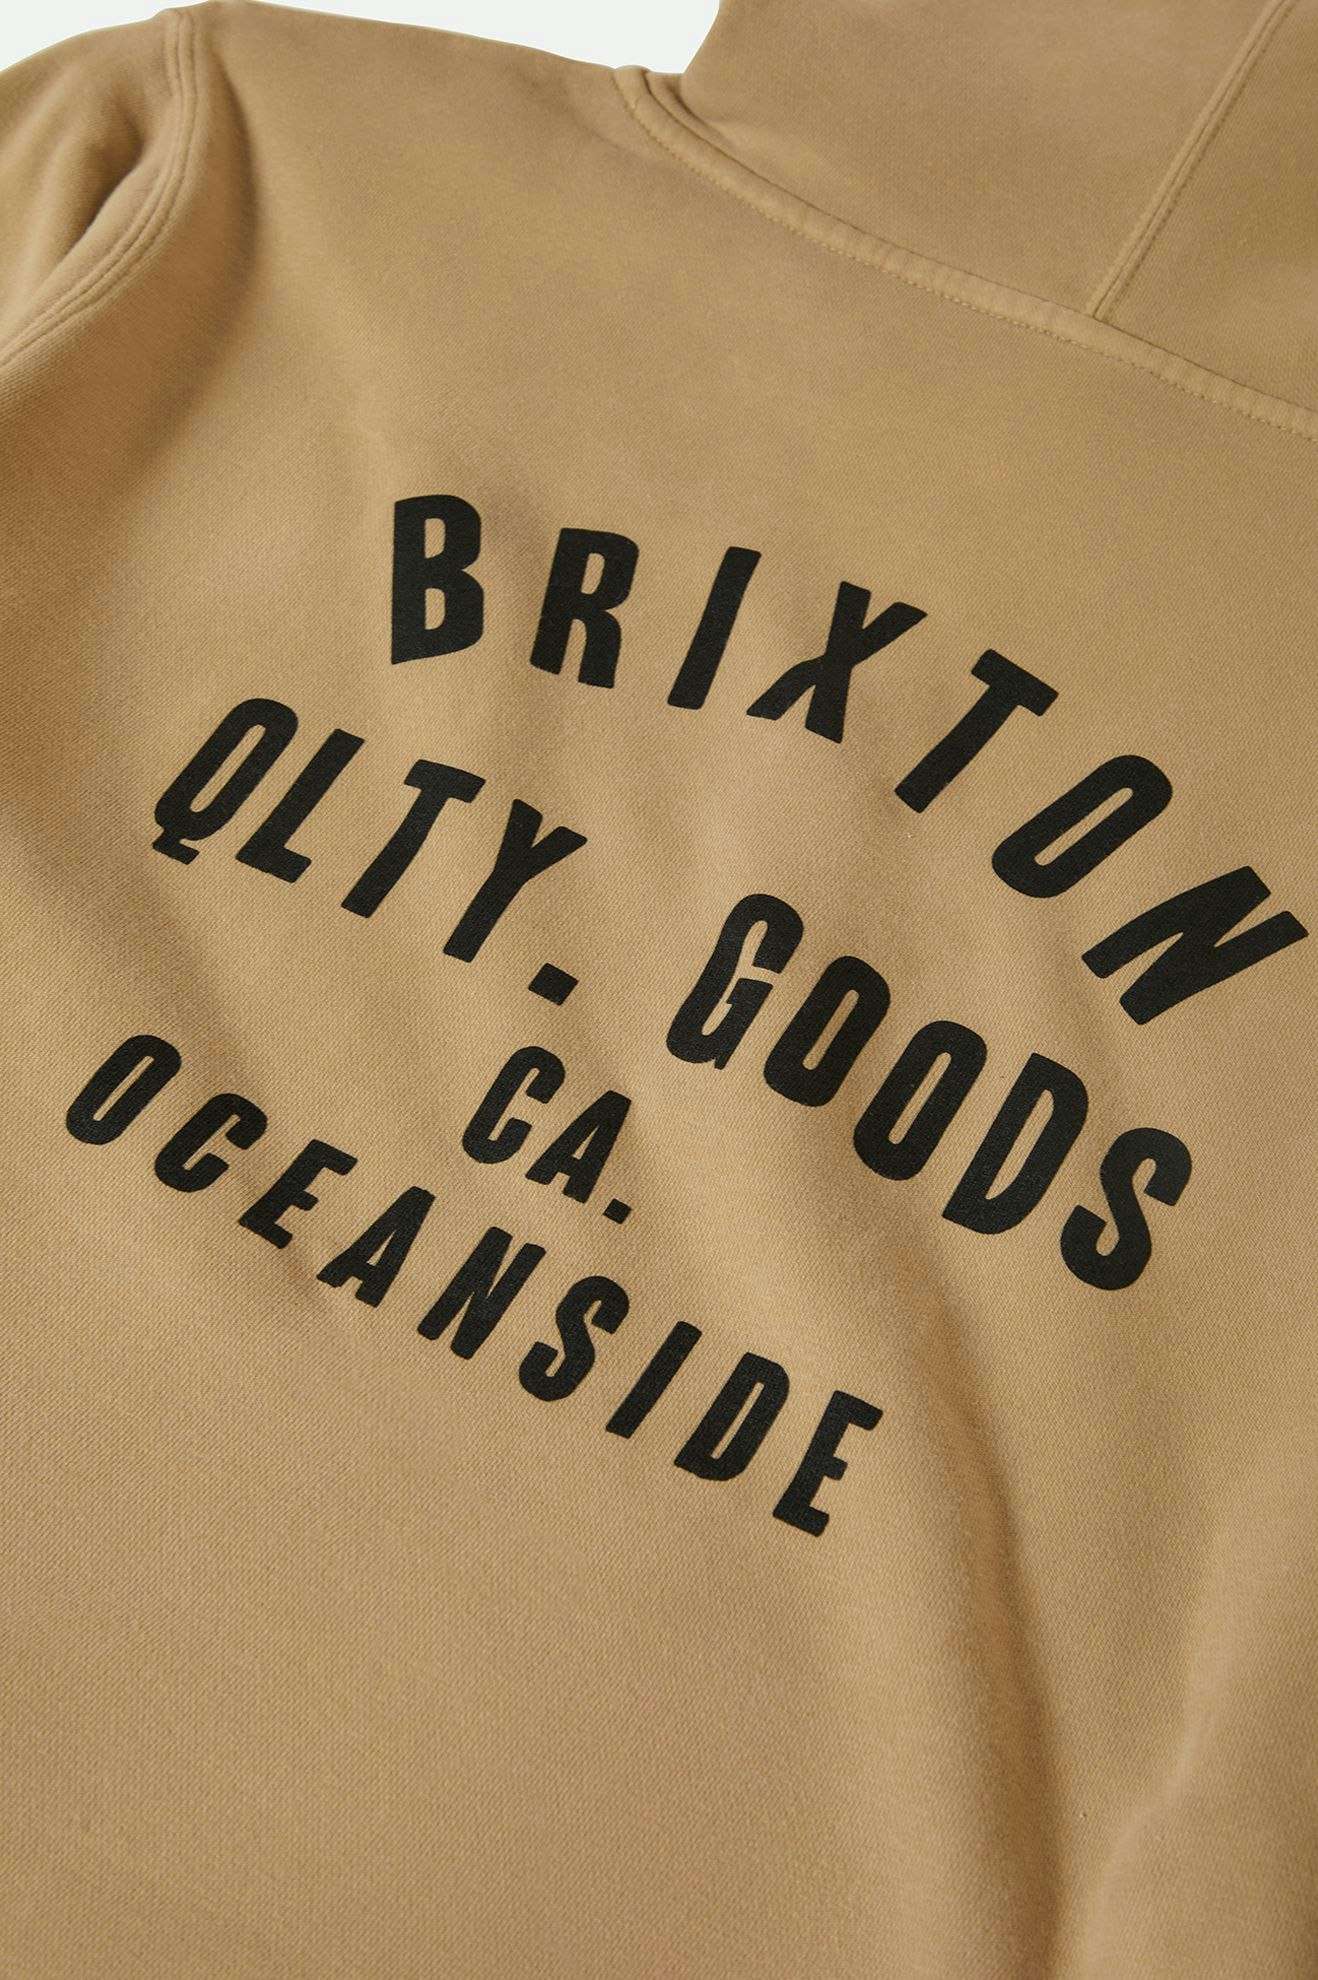 BRIXTON
QLTY. GOODS
CA.
OCEANSIDE